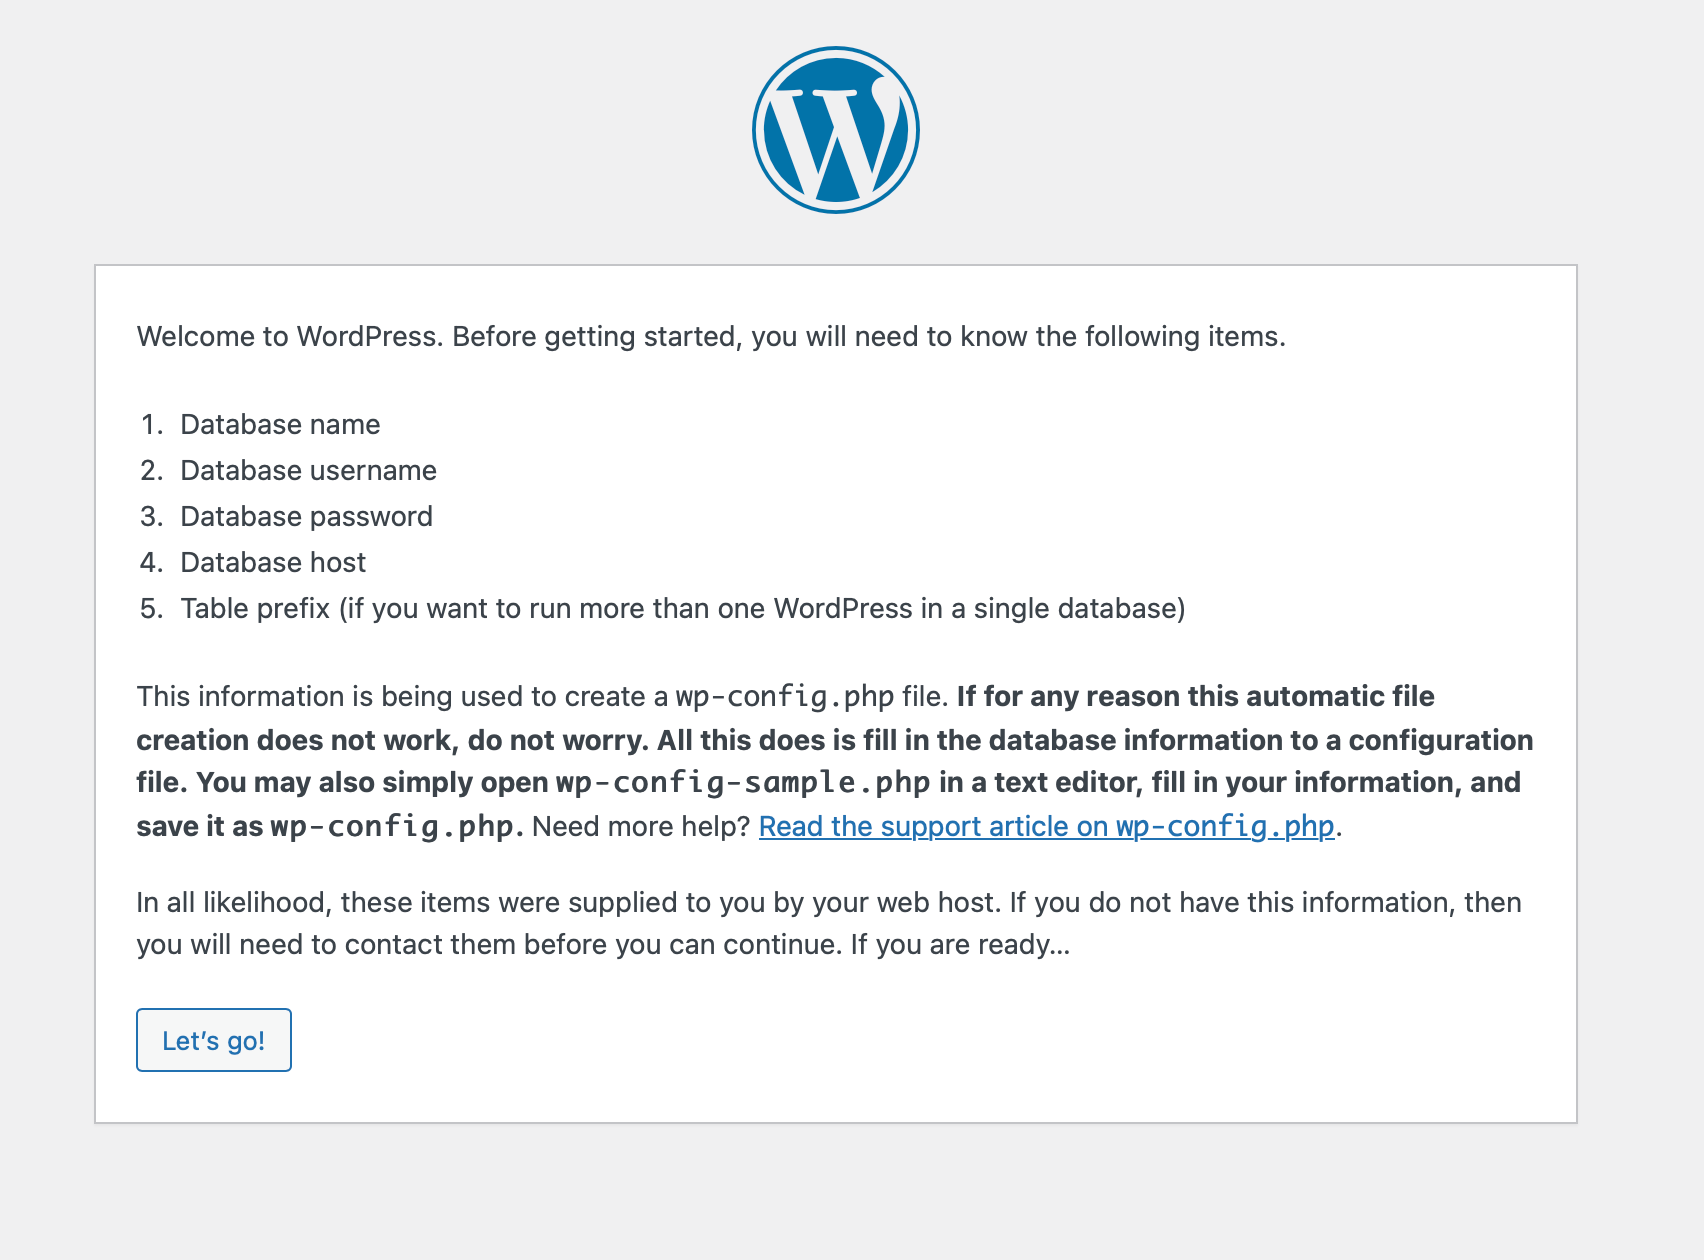 Welcome to WordPress. Before getting started, you will need to know the following items.
1. Database name
2. Database username
3. Database password
4. Database host
5. Table prefix (if you want to run more than one WordPress in a single database)
This information is being used to create a wp-config.php file. If for any reason this automatic file
creation does not work, do not worry. All this does is fill in the database information to a configuration
file. You may also simply open wp-config-sample.php in a text editor, fill in your information, and
save it as wp-config.php. Need more help? Read the support article on wp-config.php.
In all likelihood, these items were supplied to you by your web host. If you do not have this information, then
you will need to contact them before you can continue. If you are ready…
Let’s go!